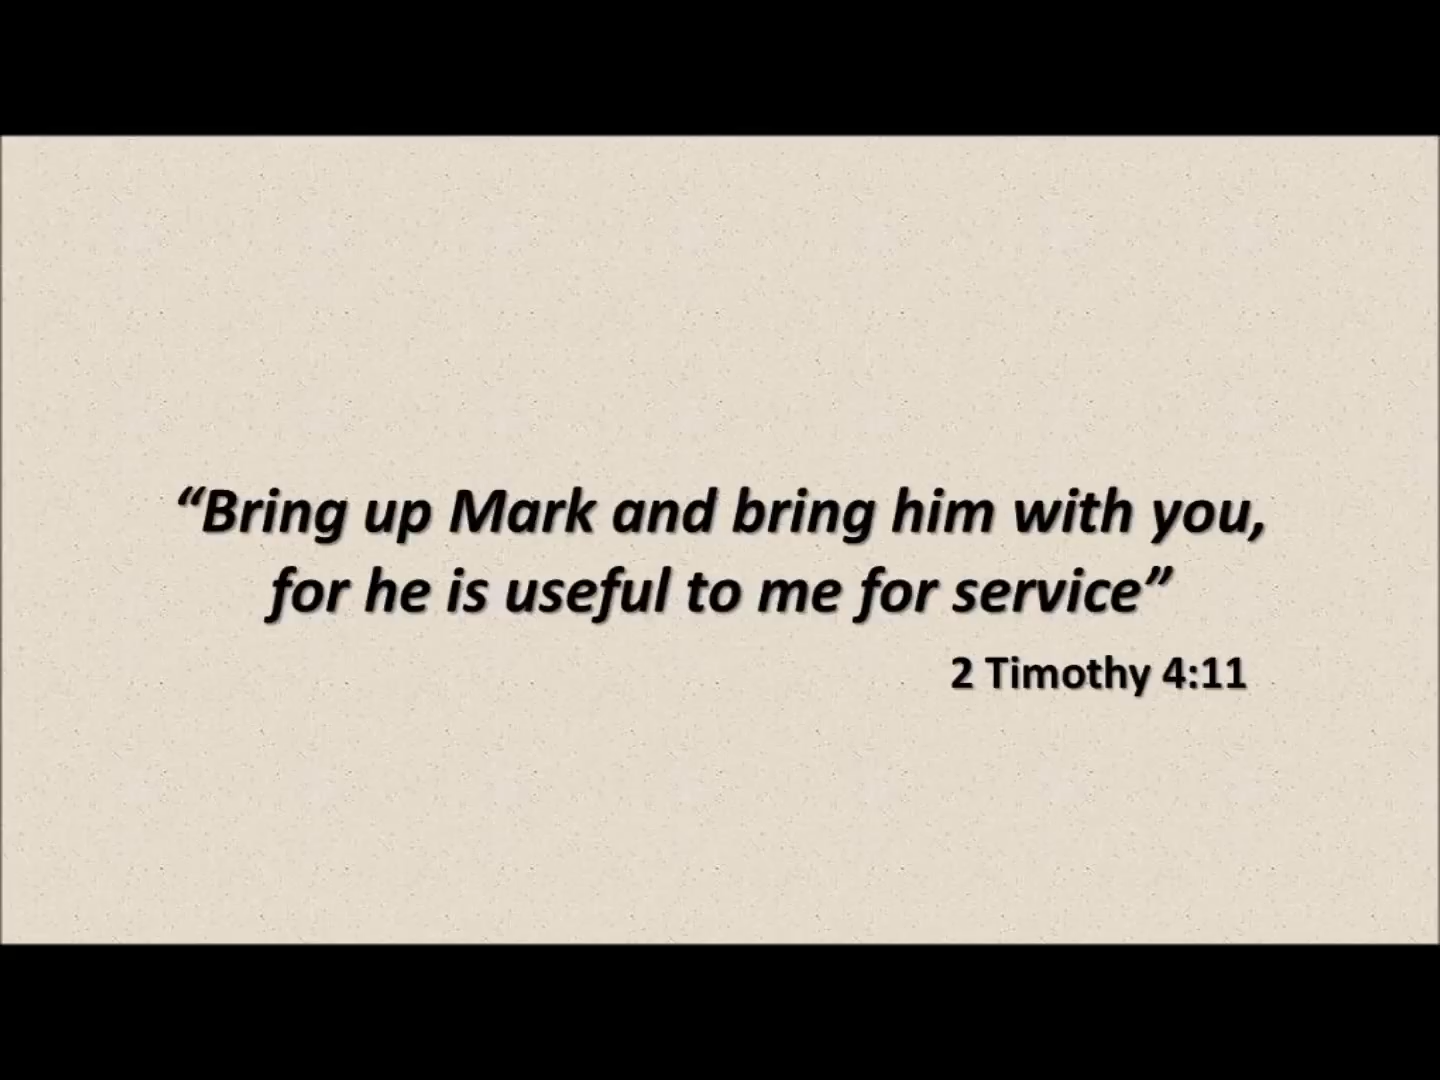 “Bring up Mark and bring him with you,
for he is useful to me for service”
2 Timothy 4:11